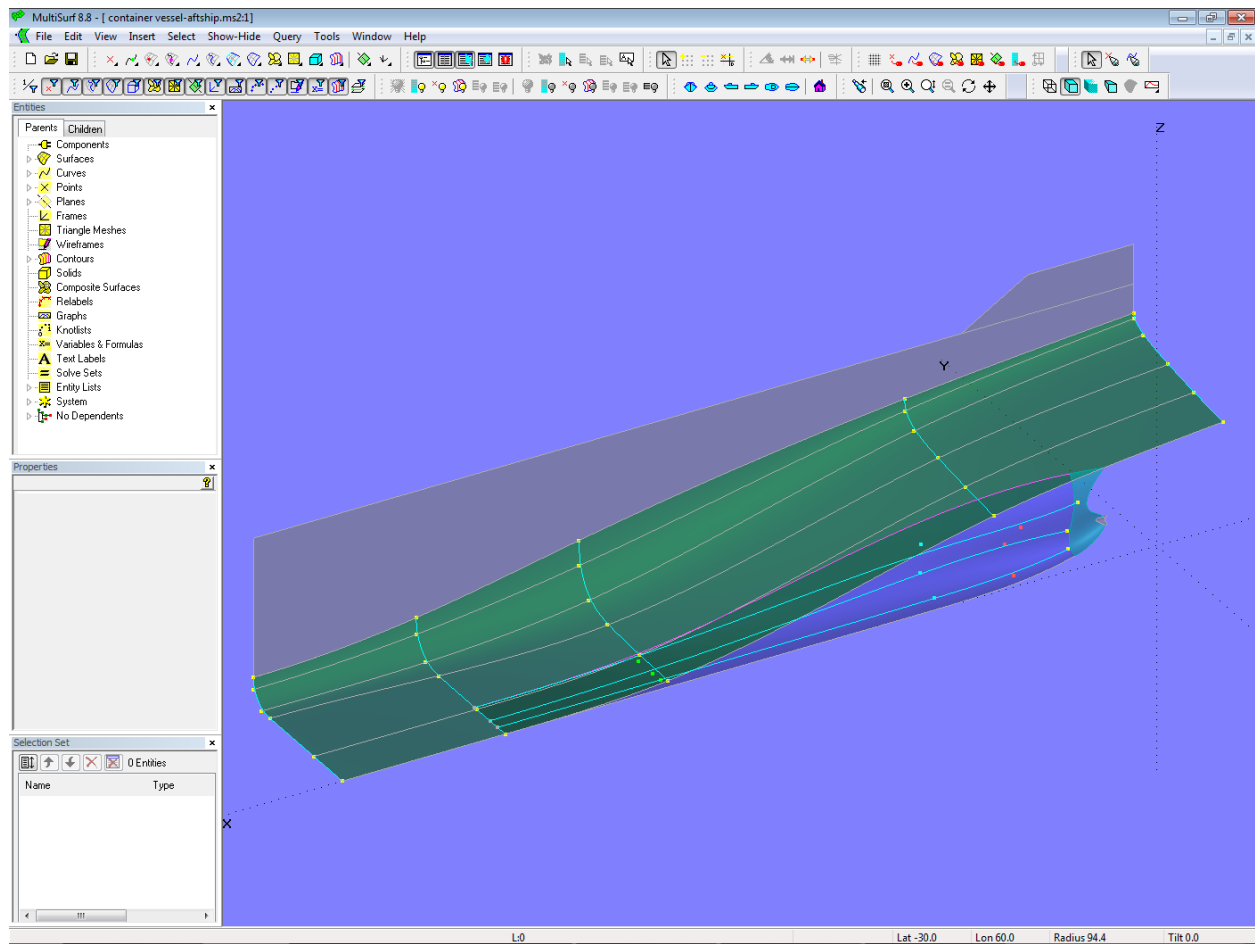 MultiSurf 8.8 - [ container vessel-aftship.ms2:1]
File Edit View Insert Select Show-Hide Query Tools Window Help
Entities
Parents Children
Components
Surfaces
Curves
Points
Planes
Frames
Triangle Meshes
Wireframes
Contours
Solids
Composite Surfaces
Relabels
Graphs
Knotlists
Variables & Formulas
Text Labels
Solve Sets
Entity Lists
System
No Dependents
Z
Y
X
Properties
Selection Set
0 Entities
Name Type
L:0 Lat -30.0 Lon 60.0 Radius 94.4 Tilt 0.0